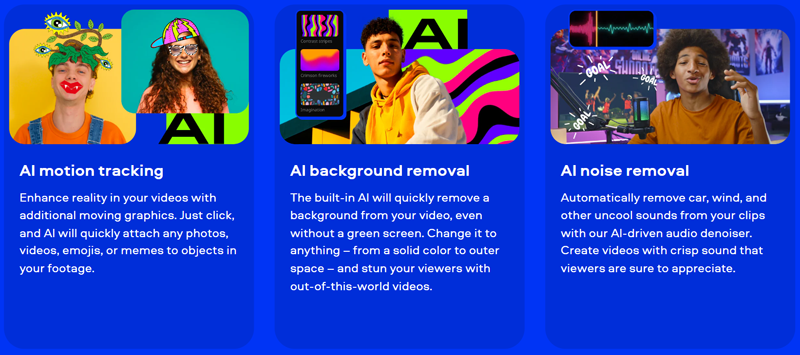 AI
AI motion tracking
Enhance reality in your videos with
additional moving graphics. Just click,
and AI will quickly attach any photos,
videos, emojis, or memes to objects in
your footage.
Contrast stripes
Crimson fireworks
Imagination
AI
AI background removal
The built-in AI will quickly remove a
background from your video, even
without a green screen. Change it to
anything – from a solid color to outer
space – and stun your viewers with
out-of-this-world videos.
GOAL
GOAL
GOAL
AI noise removal
Automatically remove car, wind, and
other uncool sounds from your clips
with our AI-driven audio denoiser.
Create videos with crisp sound that
viewers are sure to appreciate.